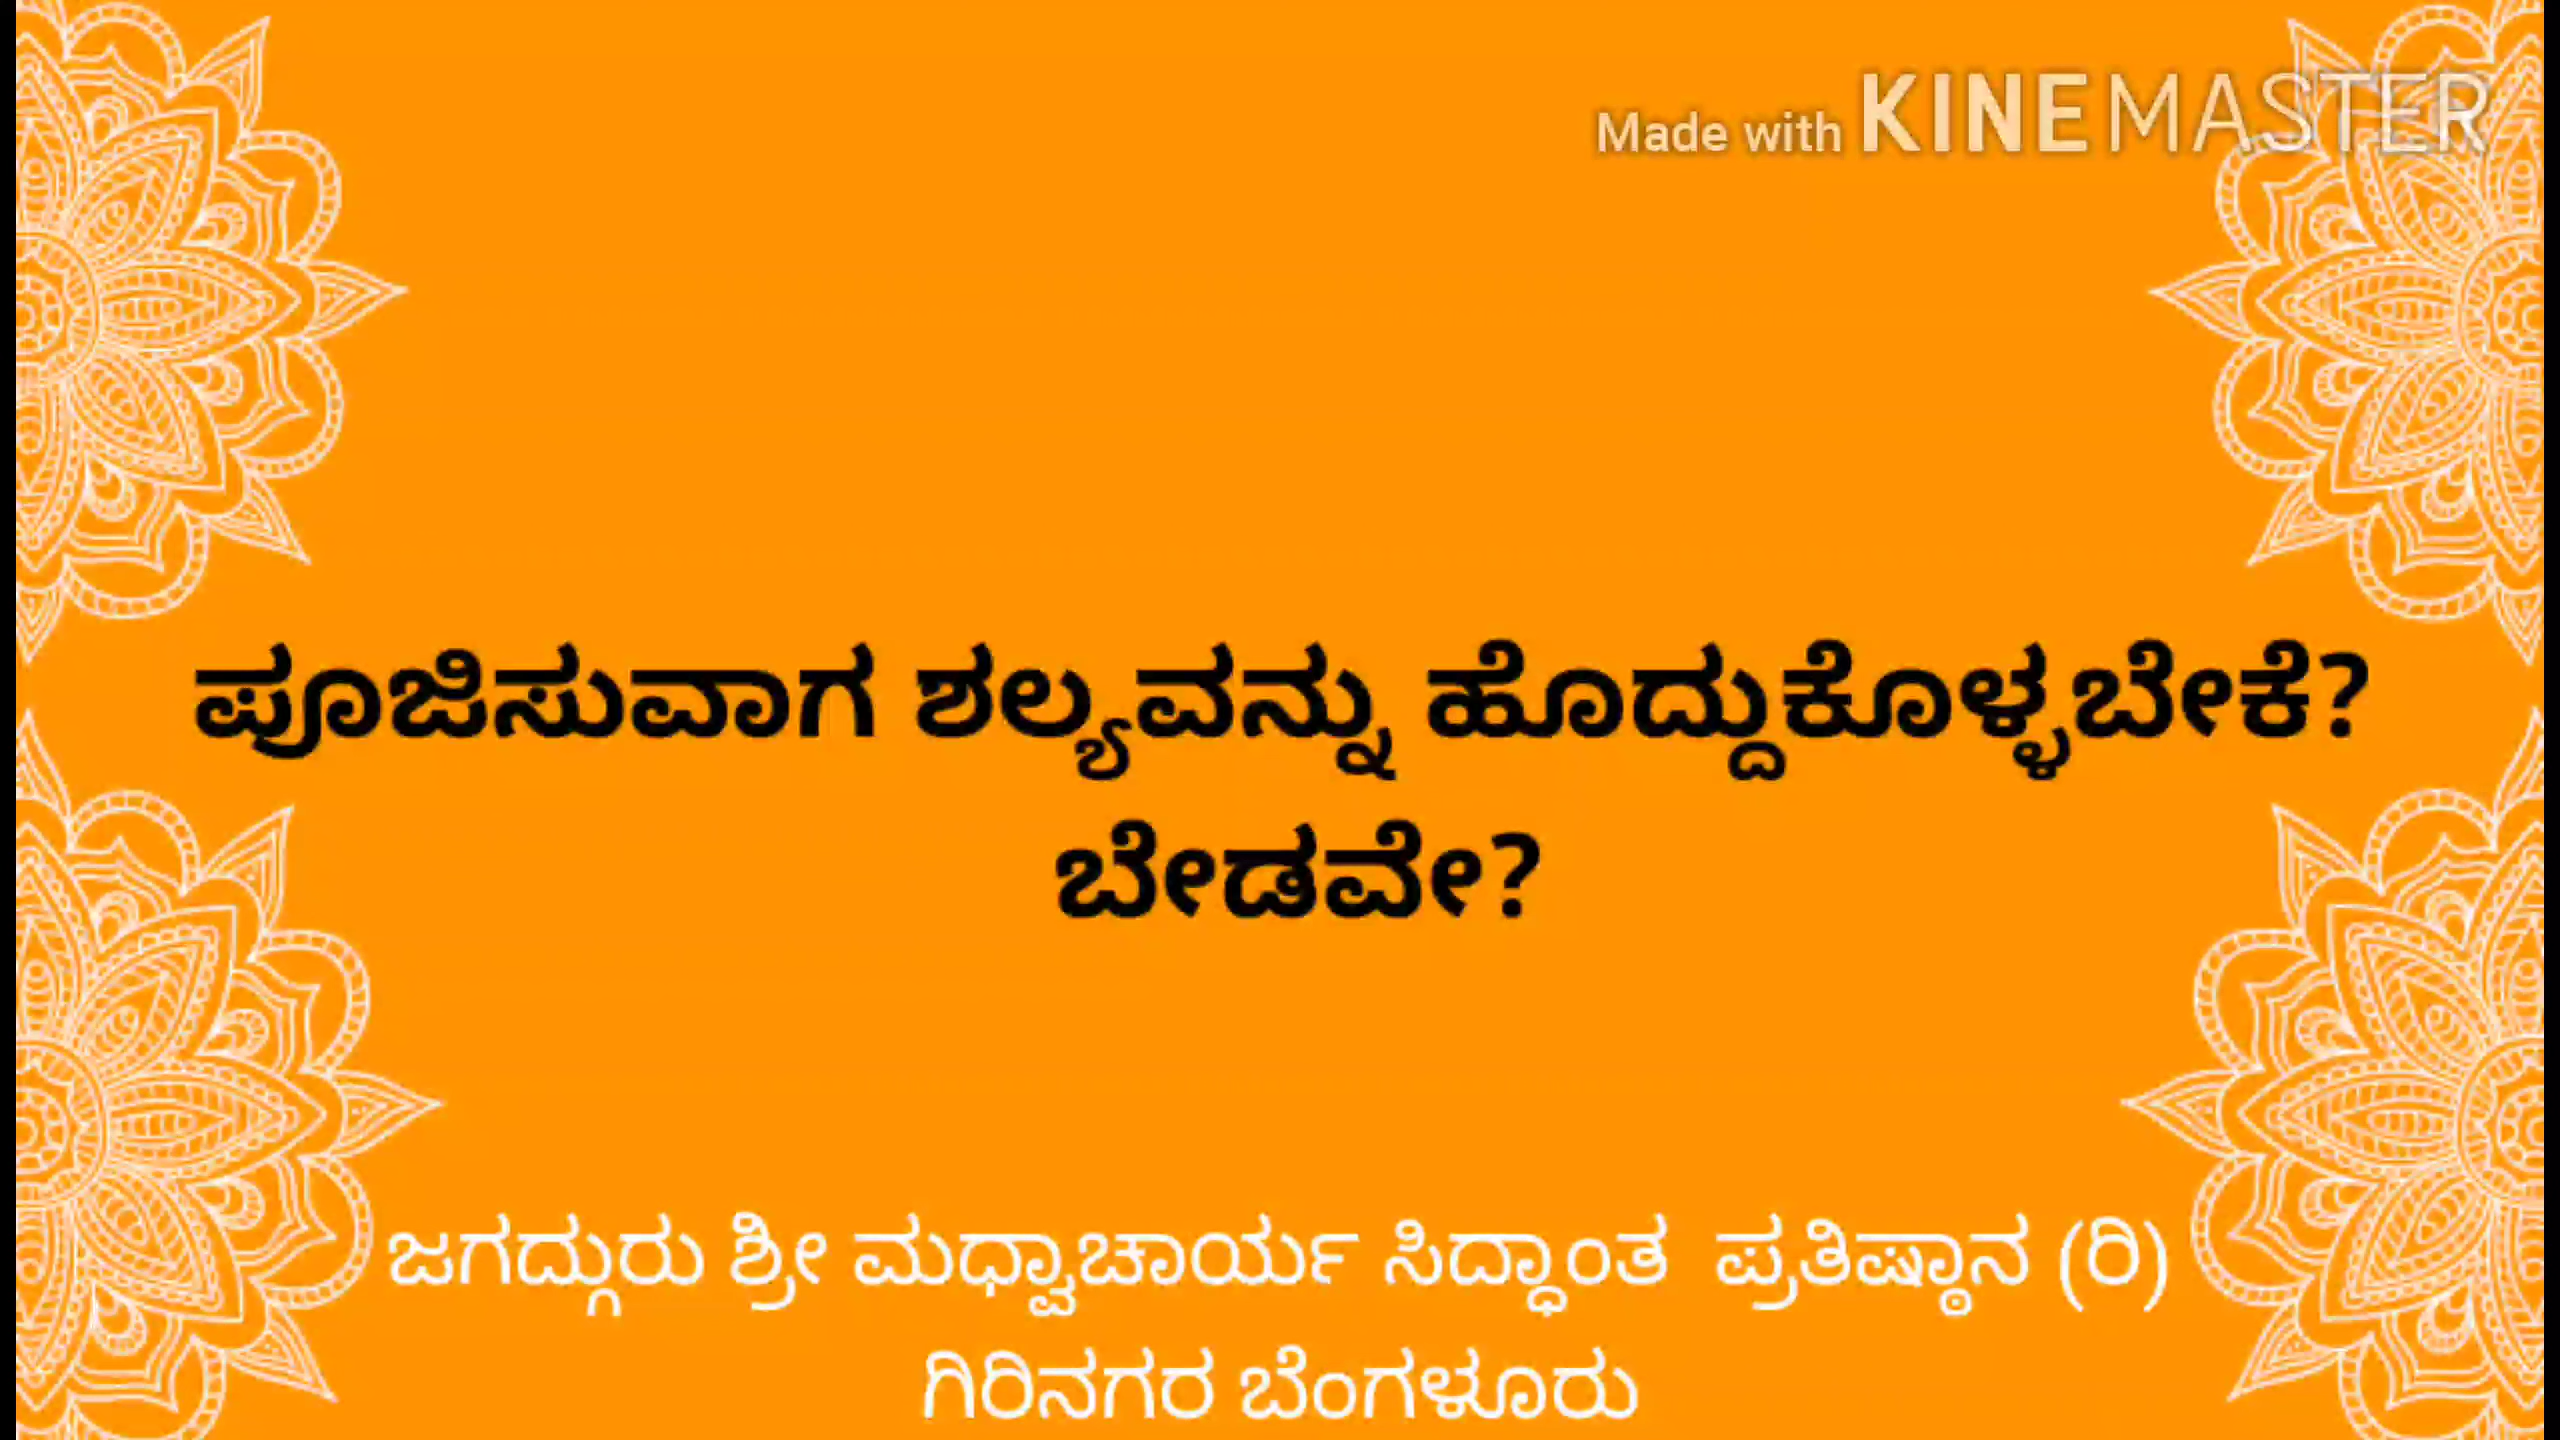 Made with KINEMASTER
ಪೂಜಿಸುವಾಗ ಶಲ್ಯವನ್ನು ಹೊದ್ದುಕೊಳ್ಳಬೇಕೆ?
ಬೇಡವೇ?
ಜಗದ್ಗುರು ಶ್ರೀ ಮಧ್ವಾಚಾರ್ಯ ಸಿದ್ಧಾಂತ ಪ್ರತಿಷ್ಠಾನ (ರಿ)
ಗಿರಿನಗರ ಬೆಂಗಳೂರು